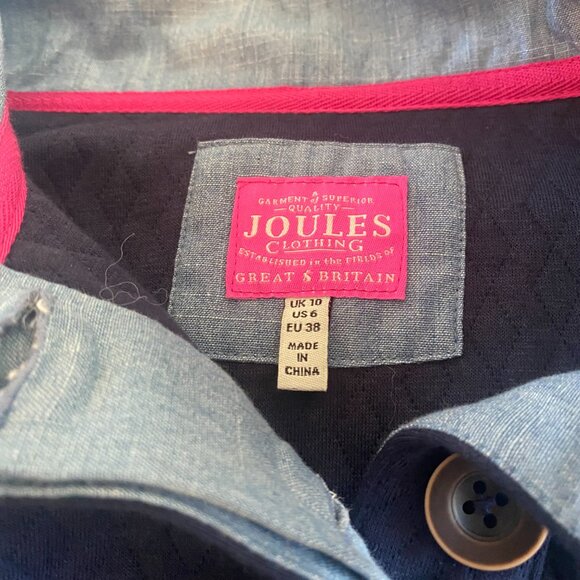 GARMENT of SUPERIOR
QUALITY
JOULES
CLOTHING
ESTABLISHED in the FIELDS OF
GREAT & BRITAIN
UK 10
US 6
EU 38
MADE
IN
CHINA